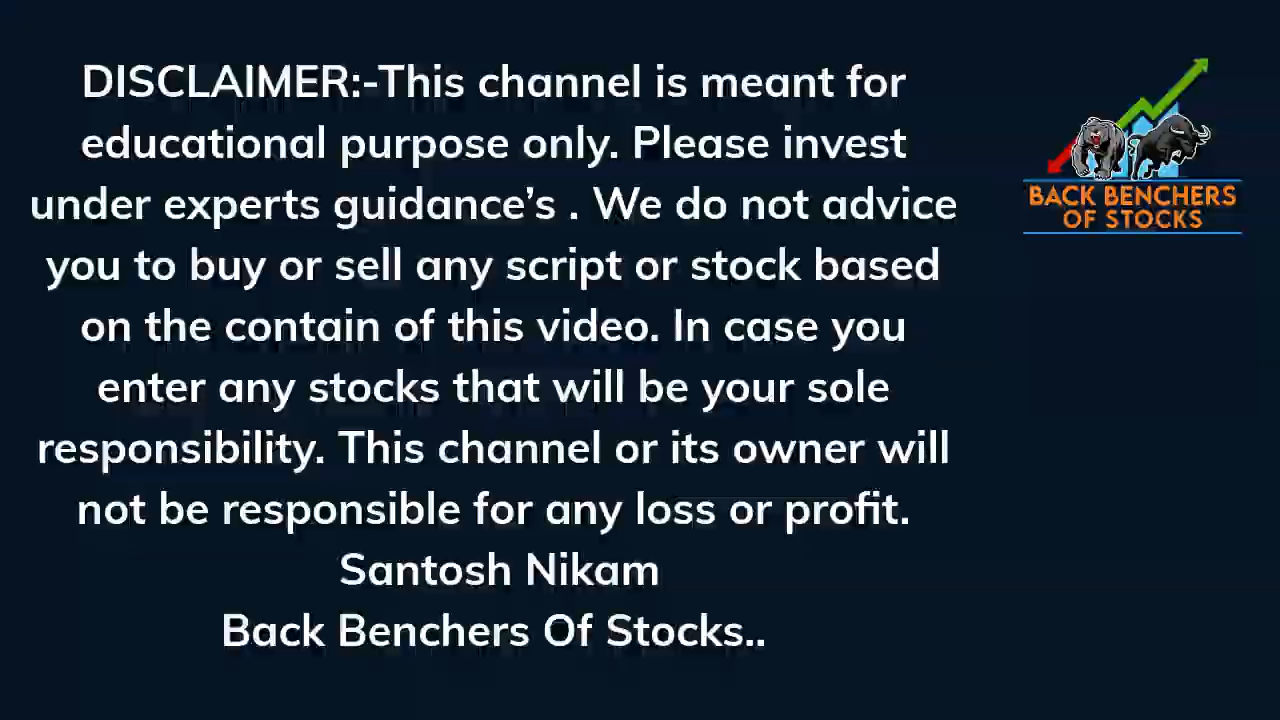 DISCLAIMER:-This channel is meant for
educational purpose only. Please invest
under experts guidance’s . We do not advice
you to buy or sell any script or stock based
on the contain of this video. In case you
enter any stocks that will be your sole
responsibility. This channel or its owner will
not be responsible for any loss or profit.
Santosh Nikam
Back Benchers Of Stocks..
BACK BENCHERS
OF STOCKS